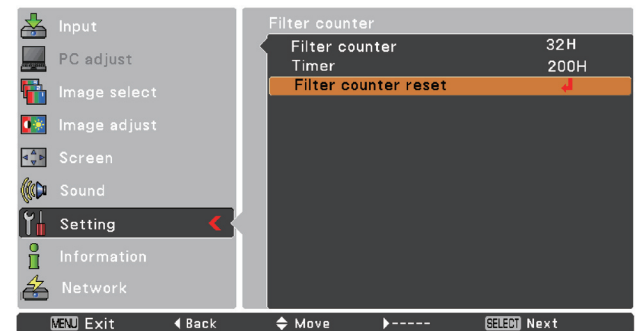 Input
PC adjust
Image select
Image adjust
Screen
Sound
Setting
Information
Network
Filter counter
Filter counter 32H
Timer 200H
Filter counter reset
MENU Exit Back Move ----- SELECT Next